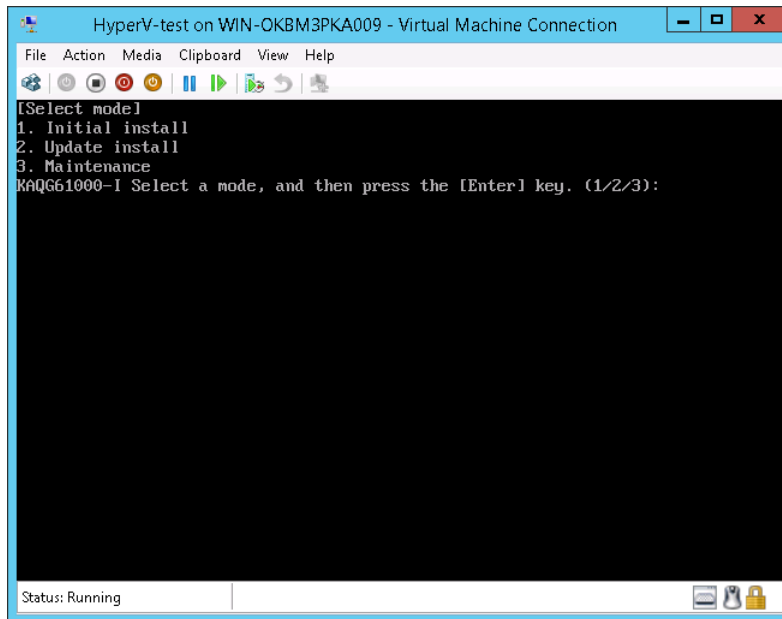 HyperV-test on WIN-OKBM3PKA009 - Virtual Machine Connection
File Action Media Clipboard View Help
[Select mode]
1. Initial install
2. Update install
3. Maintenance
KAQG61000-I Select a mode, and then press the [Enter] key. (1/2/3):
Status: Running